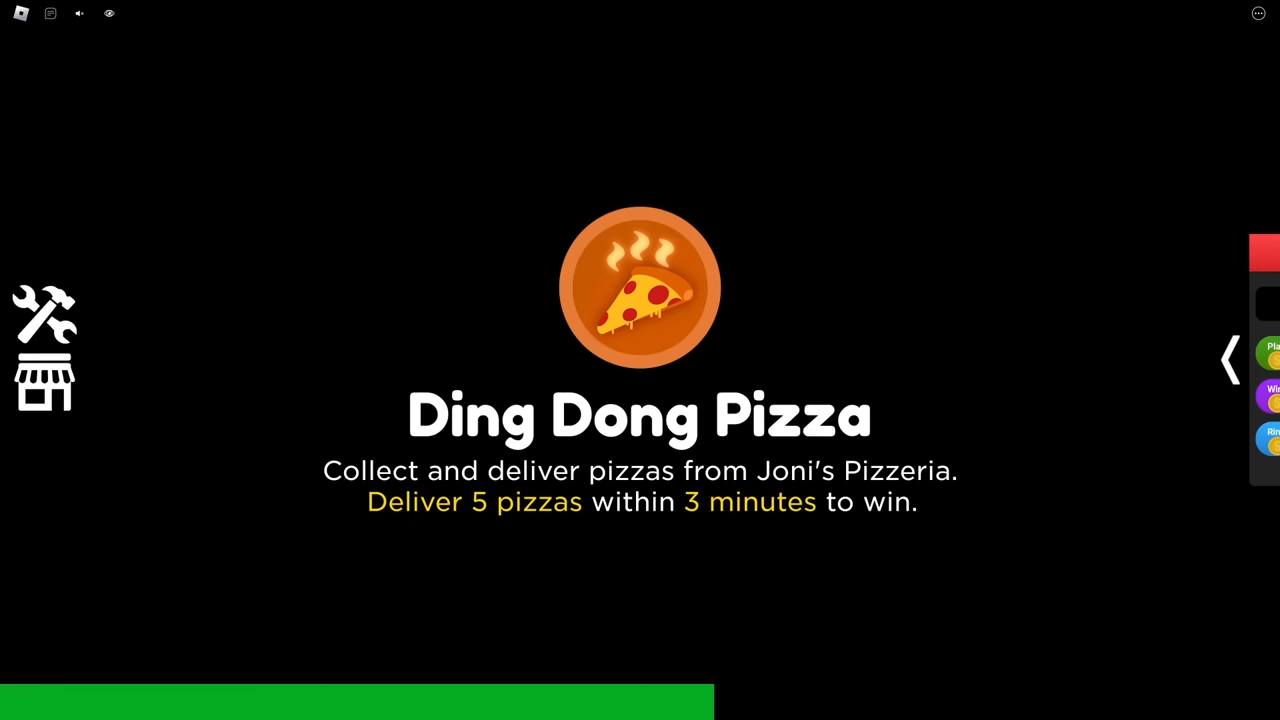 Ding Dong Pizza
Collect and deliver pizzas from Joni's Pizzeria.
Deliver 5 pizzas within 3 minutes to win.